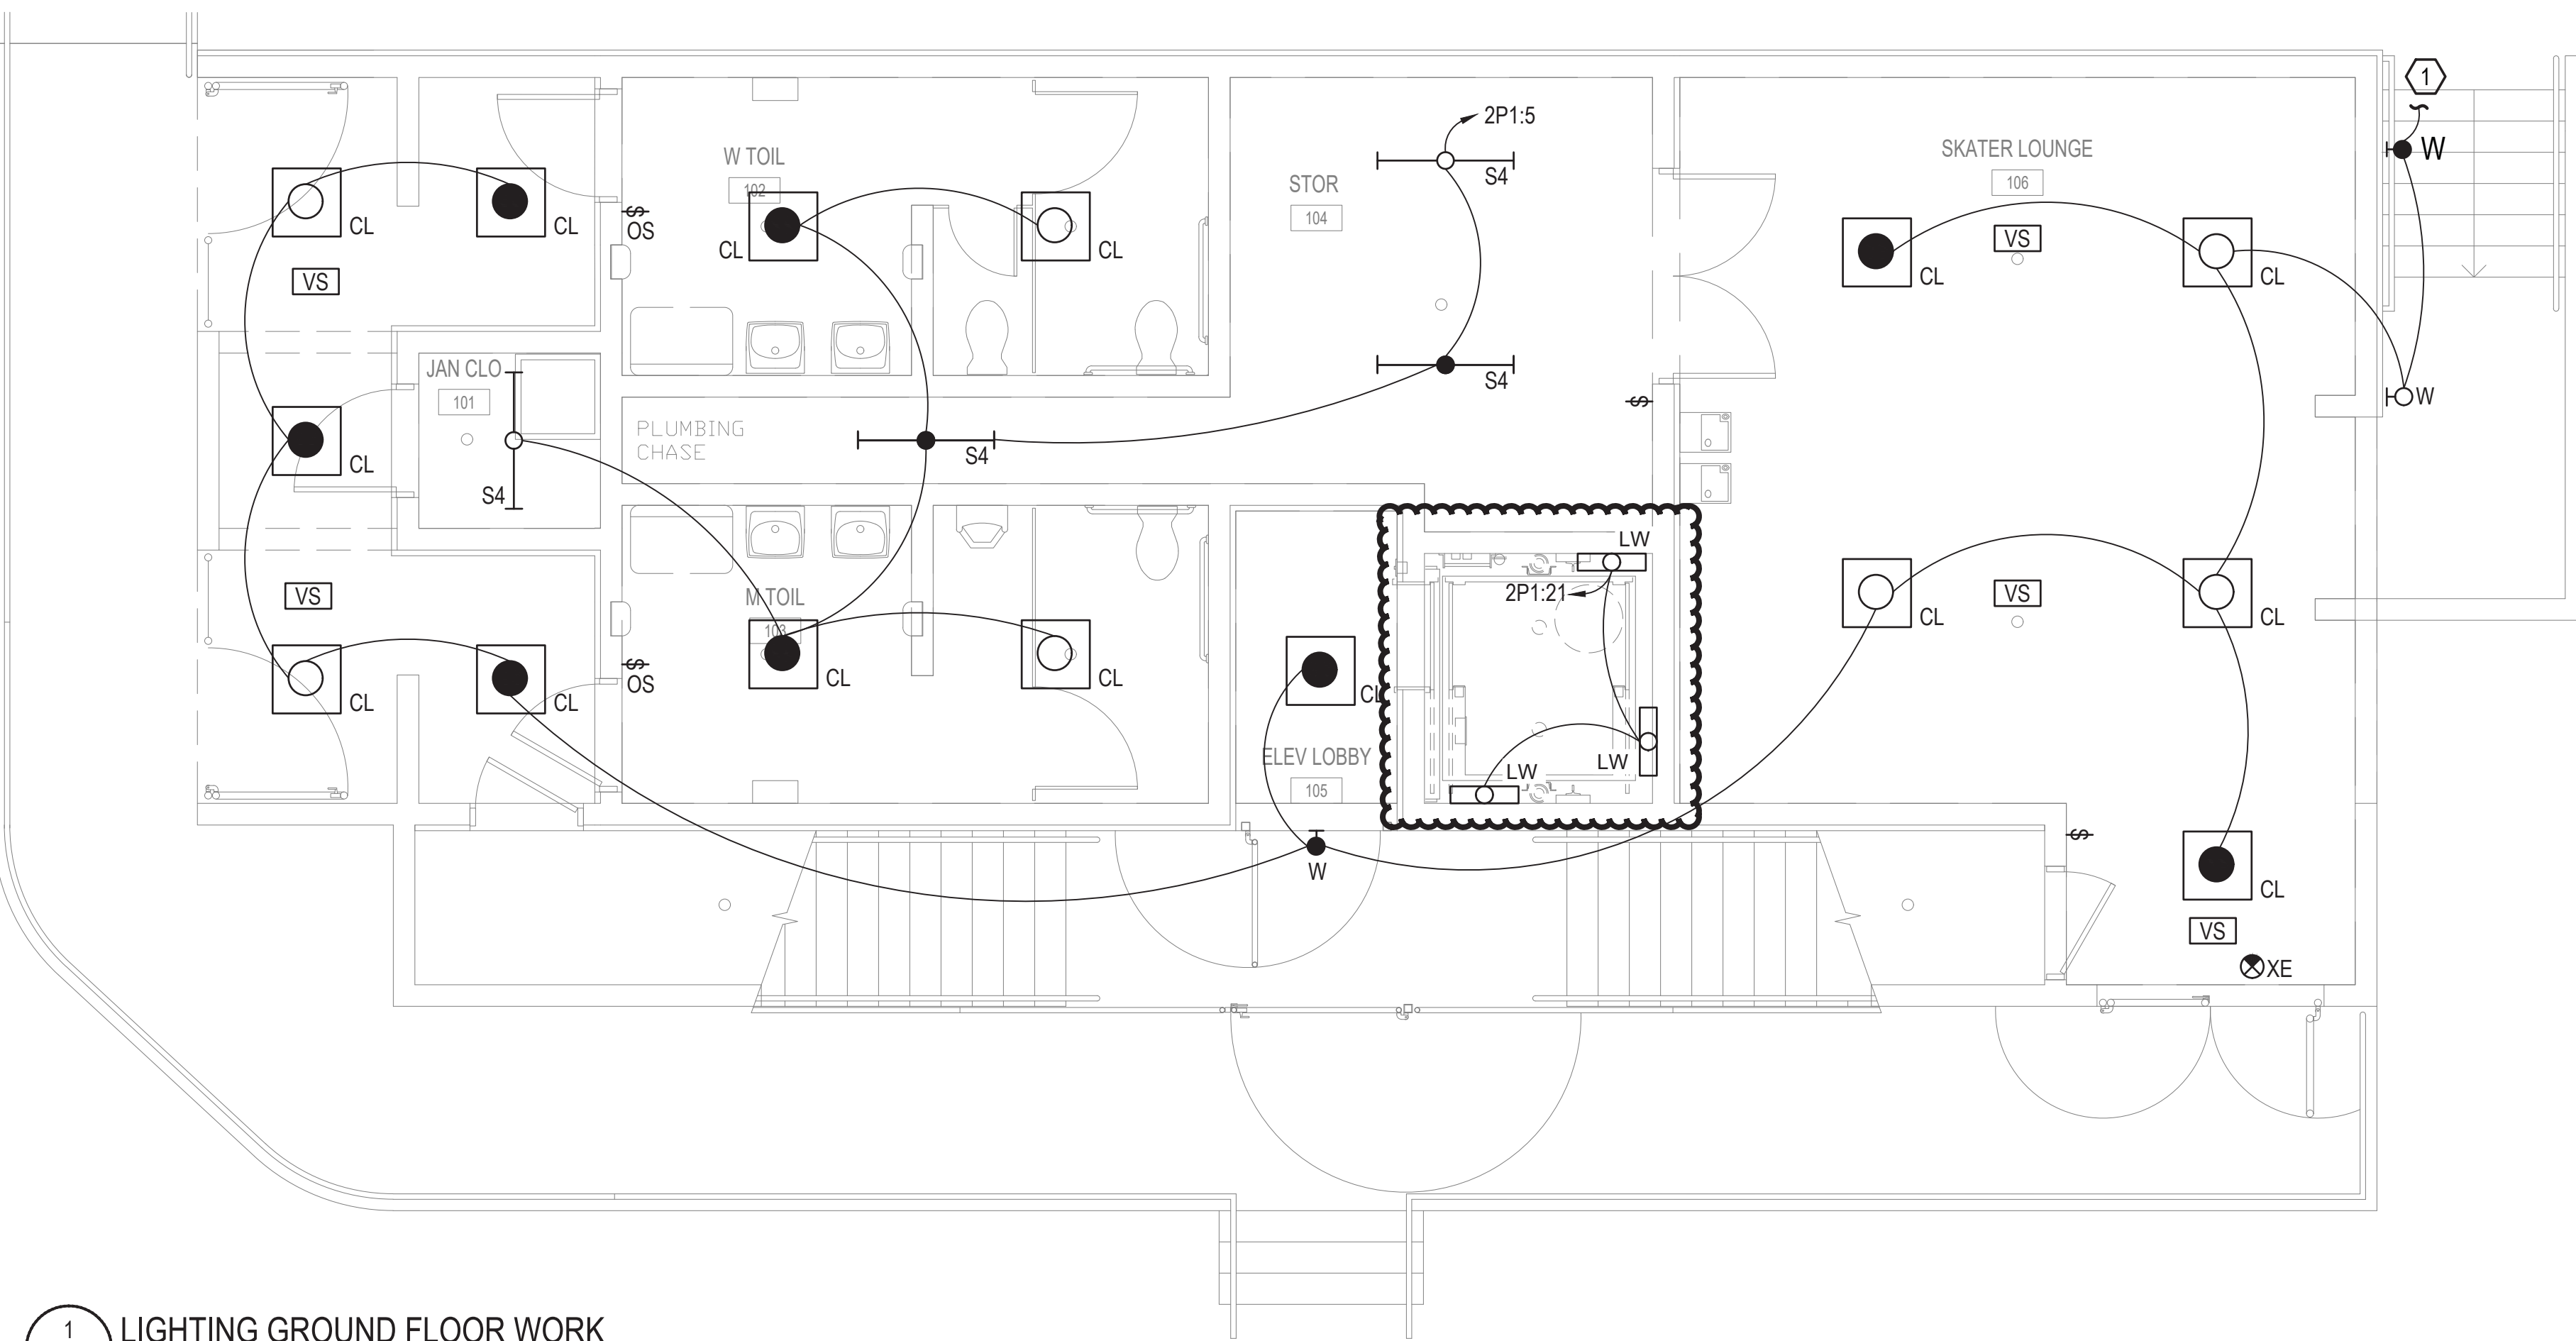 1
2P1:5
W
W TOIL
SKATER LOUNGE
102
STOR
106
S4
104
$
OS
CL
CL
CL
CL
VS
CL
CL
VS
JAN CLO
S4
101
$
W
PLUMBING
CHASE
CL
S4
S4
LW
2P1:21
VS
M TOIL
VS
103
CL
CL
$
OS
CL
CL
CL
CL
CL
LW
ELEV LOBBY
LW
105
$
W
CL
VS
XE
1
LIGHTING GROUND FLOOR WORK